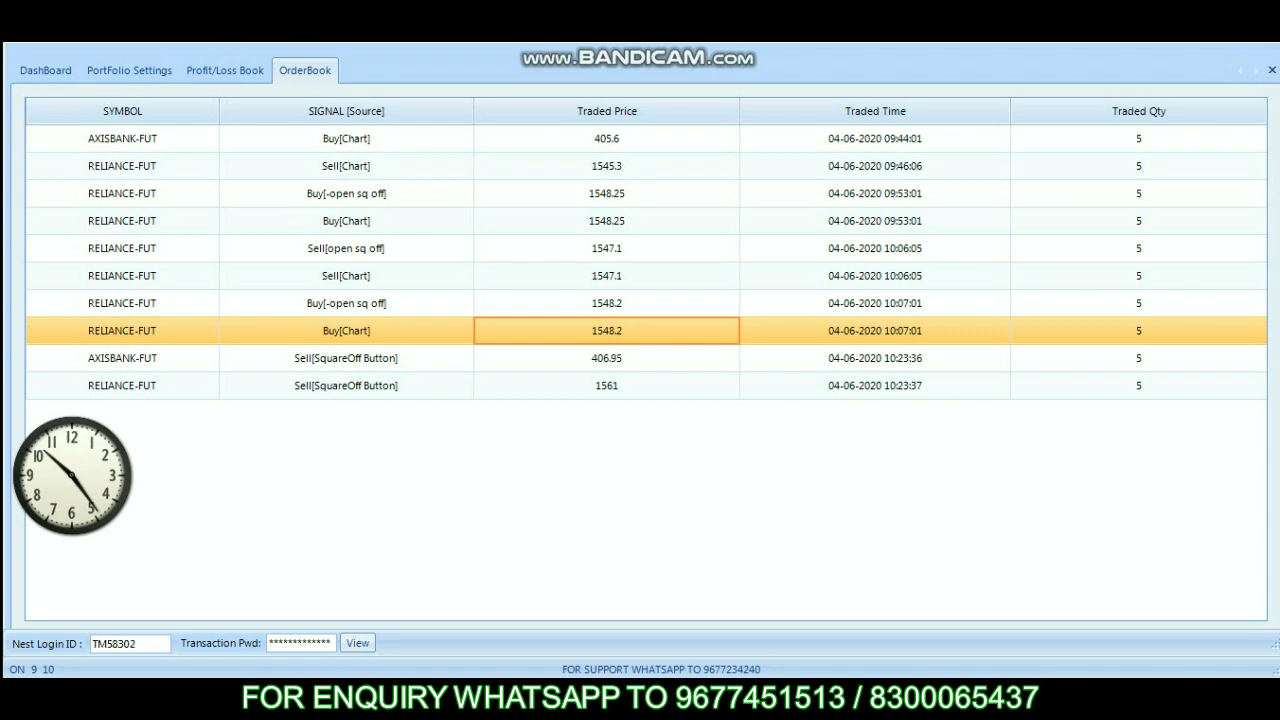 www.BANDICAM.com
DashBoard PortFolio Settings Profit/Loss Book OrderBook
SYMBOL SIGNAL [Source] Traded Price Traded Time Traded Qty
AXISBANK-FUT Buy[Chart] 405.6 04-06-2020 09:44:01 5
RELIANCE-FUT Sell[Chart] 1545.3 04-06-2020 09:46:06 5
RELIANCE-FUT Buy[-open sq off] 1548.25 04-06-2020 09:53:01 5
RELIANCE-FUT Buy[Chart] 1548.25 04-06-2020 09:53:01 5
RELIANCE-FUT Sell[open sq off] 1547.1 04-06-2020 10:06:05 5
RELIANCE-FUT Sell[Chart] 1547.1 04-06-2020 10:06:05 5
RELIANCE-FUT Buy[-open sq off] 1548.2 04-06-2020 10:07:01 5
RELIANCE-FUT Buy[Chart] 1548.2 04-06-2020 10:07:01 5
AXISBANK-FUT Sell[SquareOff Button] 406.95 04-06-2020 10:23:36 5
RELIANCE-FUT Sell[SquareOff Button] 1561 04-06-2020 10:23:37 5
12 1 2 3 4 5 6 7 8 9 10 11
Nest Login ID : TM58302 Transaction Pwd: ************* View
ON 9 10 FOR SUPPORT WHATSAPP TO 9677234240
FOR ENQUIRY WHATSAPP TO 9677451513 / 8300065437